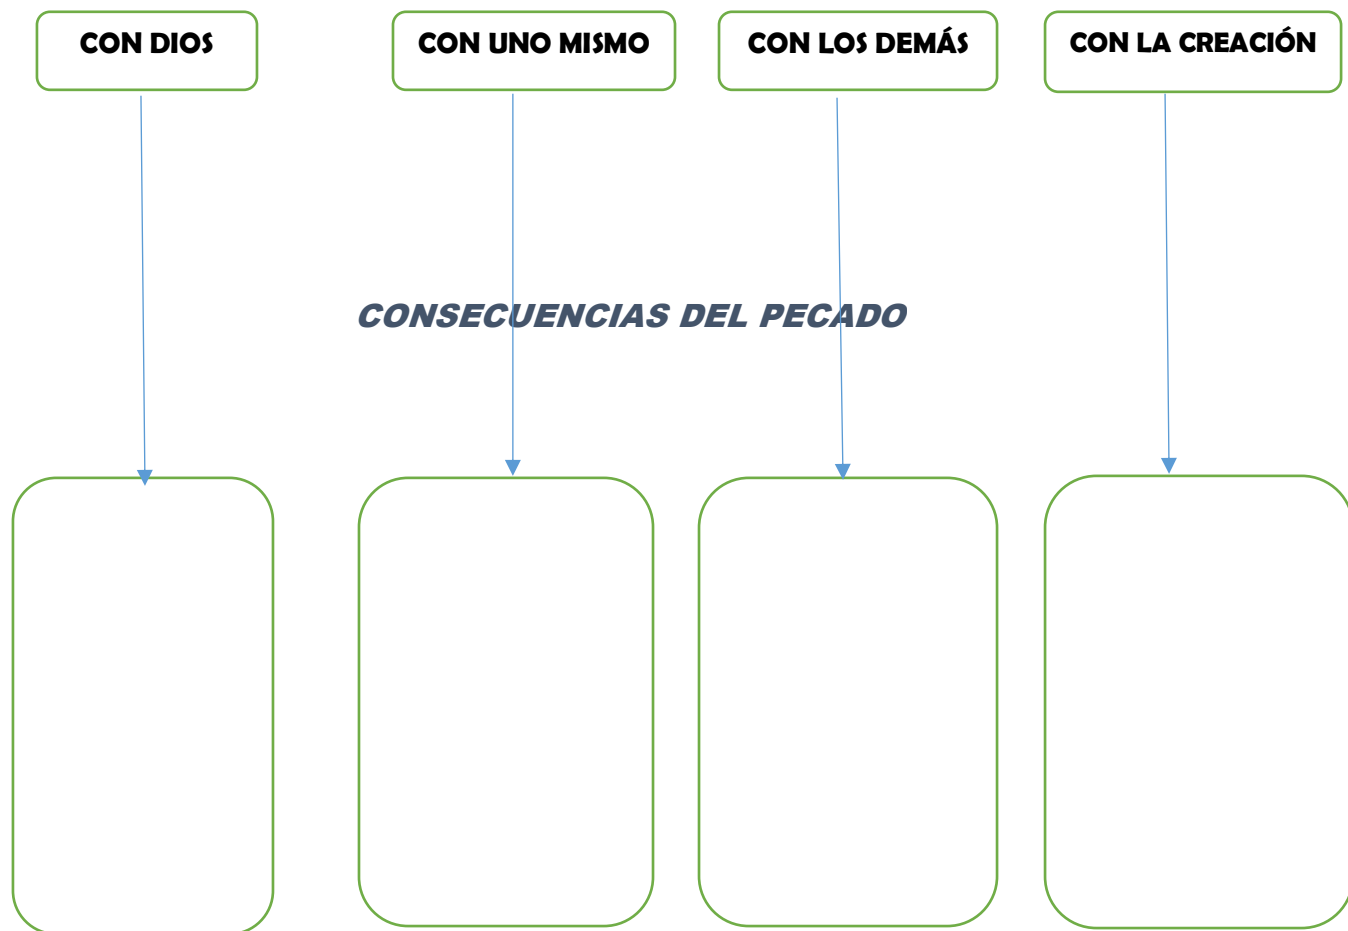 CON DIOS
CON UNO MISMO
CON LOS DEMÁS
CON LA CREACIÓN
CONSECUENCIAS DEL PECADO